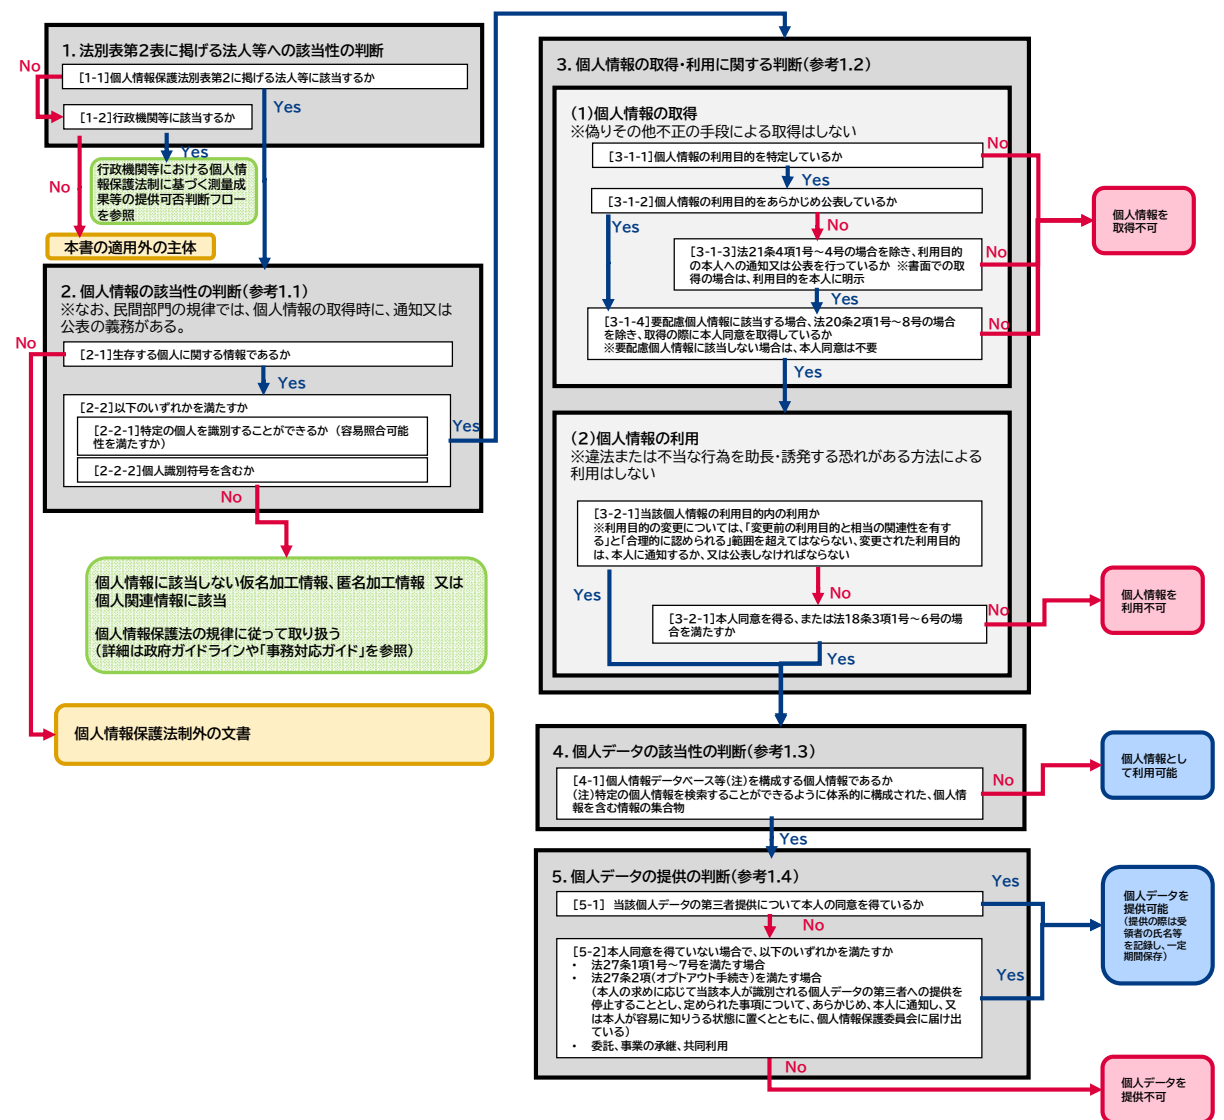 1. 法別表第2表に掲げる法人等への該当性の判断
No
[1-1]個人情報保護法別表第2に掲げる法人等に該当するか
Yes
[1-2]行政機関等に該当するか
Yes
No
行政機関等における個人情
報保護法制に基づく測量成
果等の提供可否判断フロー
を参照
本書の適用外の主体
2. 個人情報の該当性の判断(参考1.1)
※なお、民間部門の規律では、個人情報の取得時に、通知又は
公表の義務がある。
No
[2-1]生存する個人に関する情報であるか
Yes
[2-2]以下のいずれかを満たすか
[2-2-1]特定の個人を識別することができるか (容易照合可能
性を満たすか)
[2-2-2]個人識別符号を含むか
Yes
No
個人情報に該当しない仮名加工情報、匿名加工情報 又は
個人関連情報に該当
個人情報保護法の規律に従って取り扱う
(詳細は政府ガイドラインや「事務対応ガイド」を参照)
個人情報保護法制外の文書
3. 個人情報の取得・利用に関する判断(参考1.2)
(1)個人情報の取得
※偽りその他不正の手段による取得はしない
[3-1-1]個人情報の利用目的を特定しているか
No
Yes
[3-1-2]個人情報の利用目的をあらかじめ公表しているか
Yes
No
[3-1-3]法21条4項1号~4号の場合を除き、利用目的
の本人への通知又は公表を行っているか ※書面での取
得の場合は、利用目的を本人に明示
No
Yes
[3-1-4]要配慮個人情報に該当する場合、法20条2項1号~8号の場合
を除き、取得の際に本人同意を取得しているか
※要配慮個人情報に該当しない場合は、本人同意は不要
No
Yes
個人情報を
取得不可
(2)個人情報の利用
※違法または不当な行為を助長・誘発する恐れがある方法による
利用はしない
[3-2-1]当該個人情報の利用目的内の利用か
※利用目的の変更については、「変更前の利用目的と相当の関連性を有す
る」と「合理的に認められる」範囲を超えてはならない、変更された利用目的
は、本人に通知するか、又は公表しなければならない
Yes
No
[3-2-1]本人同意を得る、または法18条3項1号~6号の場
合を満たすか
No
Yes
個人情報を
利用不可
4. 個人データの該当性の判断(参考1.3)
[4-1]個人情報データベース等(注)を構成する個人情報であるか
(注)特定の個人情報を検索することができるように体系的に構成された、個人情
報を含む情報の集合物
No
個人情報とし
て利用可能
Yes
5. 個人データの提供の判断(参考1.4)
[5-1] 当該個人データの第三者提供について本人の同意を得ているか
Yes
No
[5-2]本人同意を得ていない場合で、以下のいずれかを満たすか
• 法27条1項1号~7号を満たす場合
• 法27条2項(オプトアウト手続き)を満たす場合
(本人の求めに応じて当該本人が識別される個人データの第三者への提供を
停止することとし、定められた事項について、あらかじめ、本人に通知し、又
は本人が容易に知りうる状態に置くとともに、個人情報保護委員会に届け出
ている)
• 委託、事業の承継、共同利用
Yes
No
個人データを
提供可能
(提供の際は受
領者の氏名等
を記録し、一定
期間保存)
個人データを
提供不可